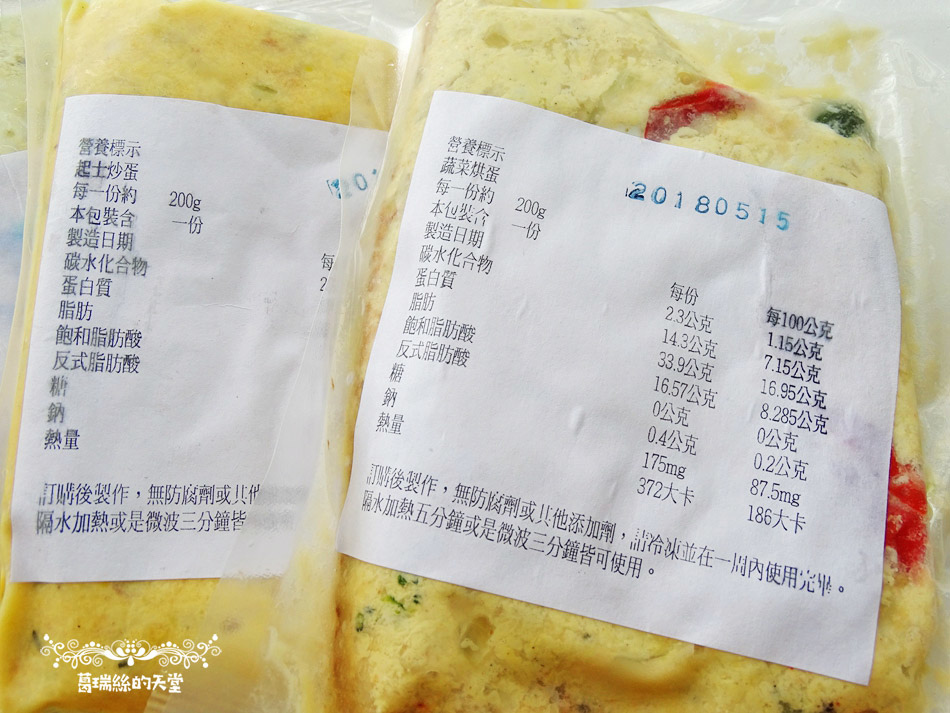 營養標示
起士炒蛋
每一份約 200g
本包裝含 一份
製造日期
碳水化合物
蛋白質
脂肪
飽和脂肪酸
反式脂肪酸
糖
鈉
熱量
訂購後製作，無防腐劑或其他
隔水加熱或是微波三分鐘皆
營養標示
蔬菜烘蛋
每一份約 200g
本包裝含 一份
製造日期 20180515
每份 每100公克
碳水化合物 2.3公克 1.15公克
蛋白質 14.3公克 7.15公克
脂肪 33.9公克 16.95公克
飽和脂肪酸 16.57公克 8.285公克
反式脂肪酸 0公克 0公克
糖 0.4公克 0.2公克
鈉 175mg 87.5mg
熱量 372大卡 186大卡
訂購後製作，無防腐劑或其他添加劑，請冷凍並在一周內使用完畢。
隔水加熱五分鐘或是微波三分鐘皆可使用。
葛瑞絲的天堂